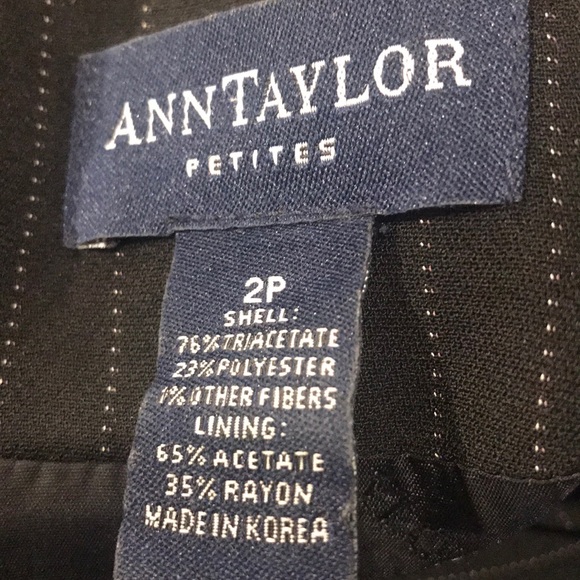 ANNTAYLOR
PETITES
2P
SHELL:
76%TRIACETATE
23%POLYESTER
1%OTHER FIBERS
LINING:
65% ACETATE
35% RAYON
MADE IN KOREA